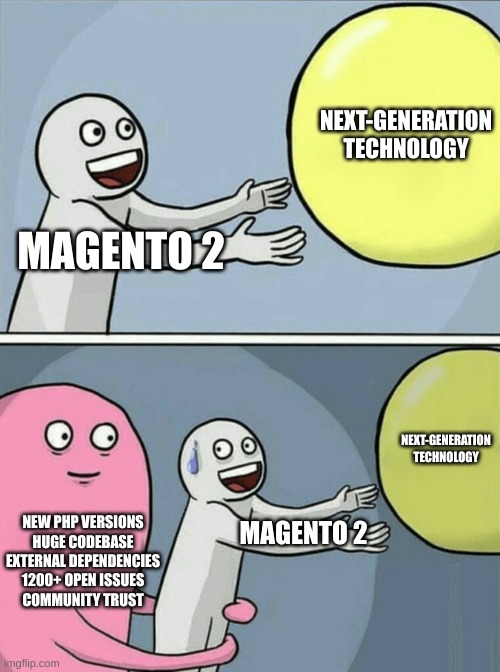 NEXT-GENERATION
TECHNOLOGY
MAGENTO 2
NEXT-GENERATION
TECHNOLOGY
MAGENTO 2
NEW PHP VERSIONS
HUGE CODEBASE
EXTERNAL DEPENDENCIES
1200+ OPEN ISSUES
COMMUNITY TRUST
imgflip.com